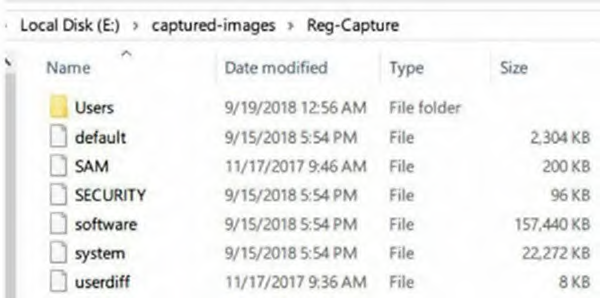 Local Disk (E:) › captured-images › Reg-Capture
Name Date modified Type Size
Users 9/19/2018 12:56 AM File folder
default 9/15/2018 5:54 PM File 2,304 KB
SAM 11/17/2017 9:46 AM File 200 KB
SECURITY 9/15/2018 5:54 PM File 96 KB
software 9/15/2018 5:54 PM File 157,440 KB
system 9/15/2018 5:54 PM File 22,272 KB
userdiff 11/17/2017 9:36 AM File 8 KB